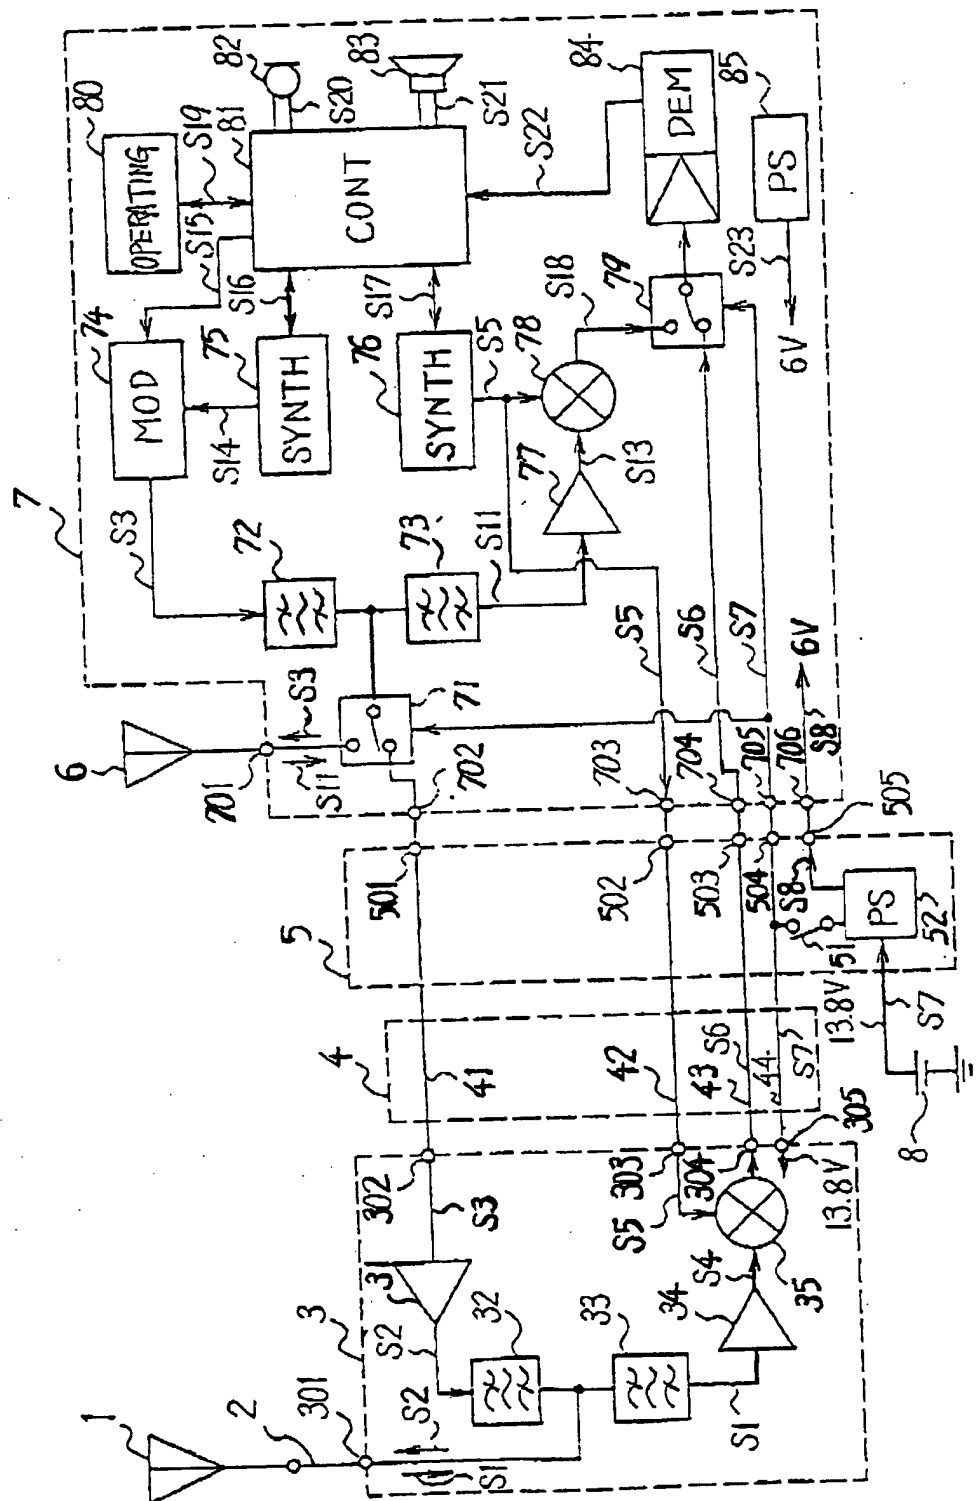 1
2
301
3
S1
S2
32
33
S1
S2
3
34
S4
35
S3
302
S5
303
304
305
13.8V
4
41
42
43
S6
44
S7
8
13.8V
S7
5
501
502
503
504
S8
51
PS
52
505
6
701
S11
S3
71
702
703
704
705
706
S8
6V
S5
S6
S7
7
S3
72
73
S11
74
MOD
S14
75
SYNTH
76
SYNTH
S5
77
S13
78
S18
79
S23
6V
PS
85
84
DEM
S22
80
OPERATING
S19
S15
S16
S17
81
CONT
82
S20
83
S21